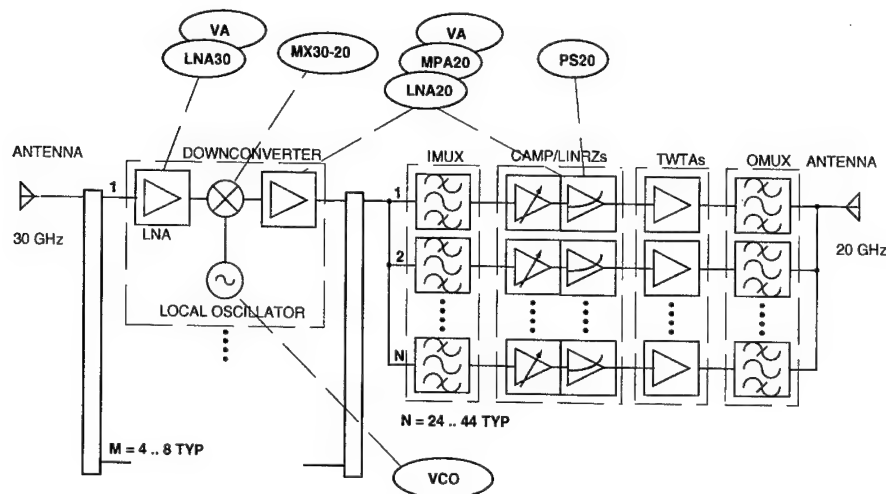 VA
LNA30
MX30-20
VA
MPA20
LNA20
PS20
ANTENNA
DOWNCONVERTER
IMUX
CAMP/LINRZs
TWTAs
OMUX
ANTENNA
1
1
LNA
30 GHz
2
20 GHz
LOCAL OSCILLATOR
N
N = 24 .. 44 TYP
M = 4 .. 8 TYP
VCO